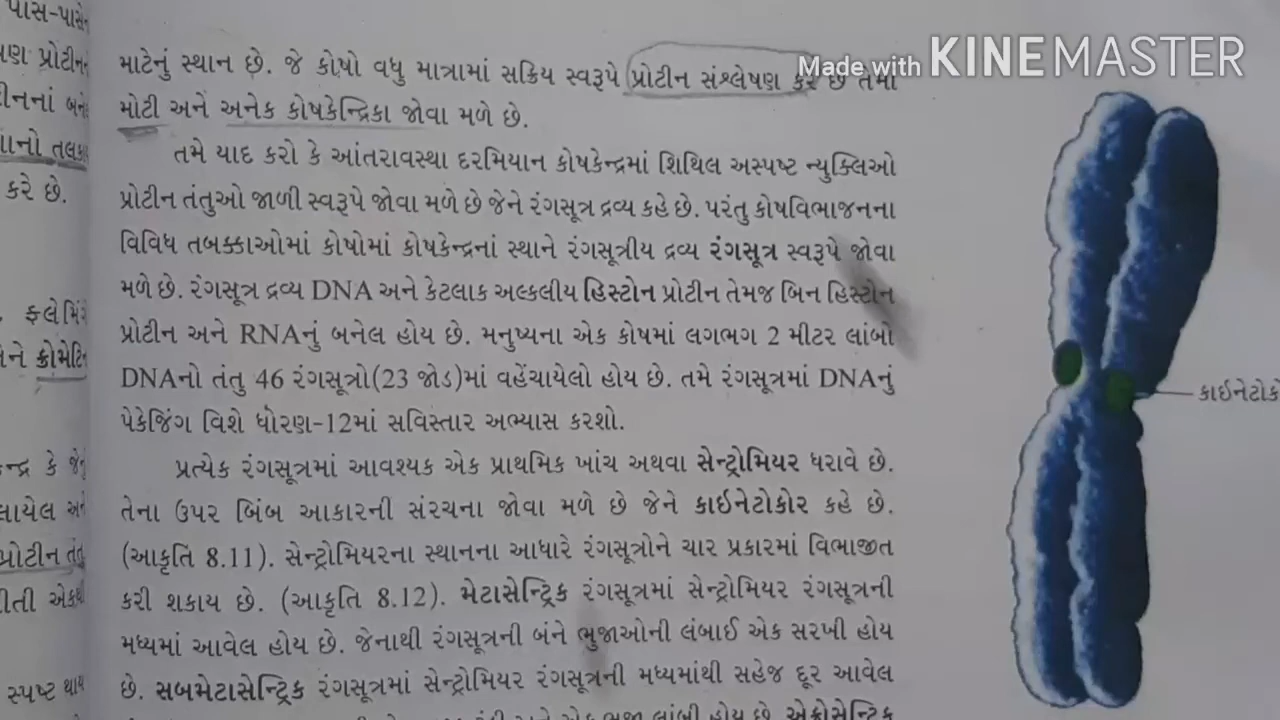 Made with KINEMASTER
પાસ-પાસે
પ્રોટીન
તલકા
કરે છે.
ક્રોમેટિન
સ્પષ્ટ થાય
માટેનું સ્થાન છે. જે કોષો વધુ માત્રામાં સક્રિય સ્વરૂપે પ્રોટીન સંશ્લેષણ કરે છે તેમાં
મોટી અને અનેક કોષકેન્દ્રિકા જોવા મળે છે.
તમે યાદ કરો કે આંતરાવસ્થા દરમિયાન કોષકેન્દ્રમાં શિથિલ અસ્પષ્ટ ન્યુક્લિઓ
પ્રોટીન તંતુઓ જાળી સ્વરૂપે જોવા મળે છે જેને રંગસૂત્ર દ્રવ્ય કહે છે. પરંતુ કોષવિભાજનના
વિવિધ તબક્કાઓમાં કોષોમાં કોષકેન્દ્રનાં સ્થાને રંગસૂત્રીય દ્રવ્ય રંગસૂત્ર સ્વરૂપે જોવા
મળે છે. રંગસૂત્ર દ્રવ્ય DNA અને કેટલાક અલ્કલીય હિસ્ટોન પ્રોટીન તેમજ બિન હિસ્ટોન
પ્રોટીન અને RNAનું બનેલ હોય છે. મનુષ્યના એક કોષમાં લગભગ 2 મીટર લાંબો
DNAનો તંતુ 46 રંગસૂત્રો(23 જોડ)માં વહેંચાયેલો હોય છે. તમે રંગસૂત્રમાં DNAનું
પેકેજિંગ વિશે ધોરણ-12માં સવિસ્તાર અભ્યાસ કરશો.
પ્રત્યેક રંગસૂત્રમાં આવશ્યક એક પ્રાથમિક ખાંચ અથવા સેન્ટ્રોમિયર ધરાવે છે.
તેના ઉપર બિંબ આકારની સંરચના જોવા મળે છે જેને કાઇનેટોકોર કહે છે.
(આકૃતિ 8.11). સેન્ટ્રોમિયરના સ્થાનના આધારે રંગસૂત્રોને ચાર પ્રકારમાં વિભાજીત
કરી શકાય છે. (આકૃતિ 8.12). મેટાસેન્ટ્રિક રંગસૂત્રમાં સેન્ટ્રોમિયર રંગસૂત્રની
મધ્યમાં આવેલ હોય છે. જેનાથી રંગસૂત્રની બંને ભુજાઓની લંબાઈ એક સરખી હોય
છે. સબમેટાસેન્ટ્રિક રંગસૂત્રમાં સેન્ટ્રોમિયર રંગસૂત્રની મધ્યમાંથી સહેજ દૂર આવેલ
કાઇનેટોકો